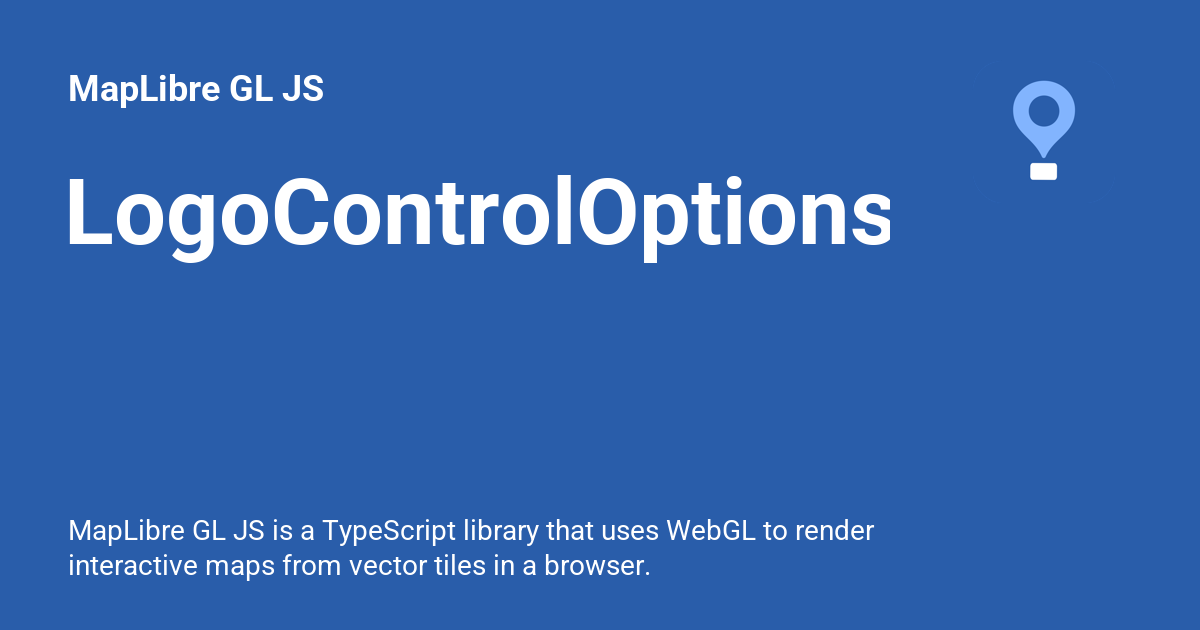 MapLibre GL JS
LogoControlOptions
MapLibre GL JS is a TypeScript library that uses WebGL to render
interactive maps from vector tiles in a browser.